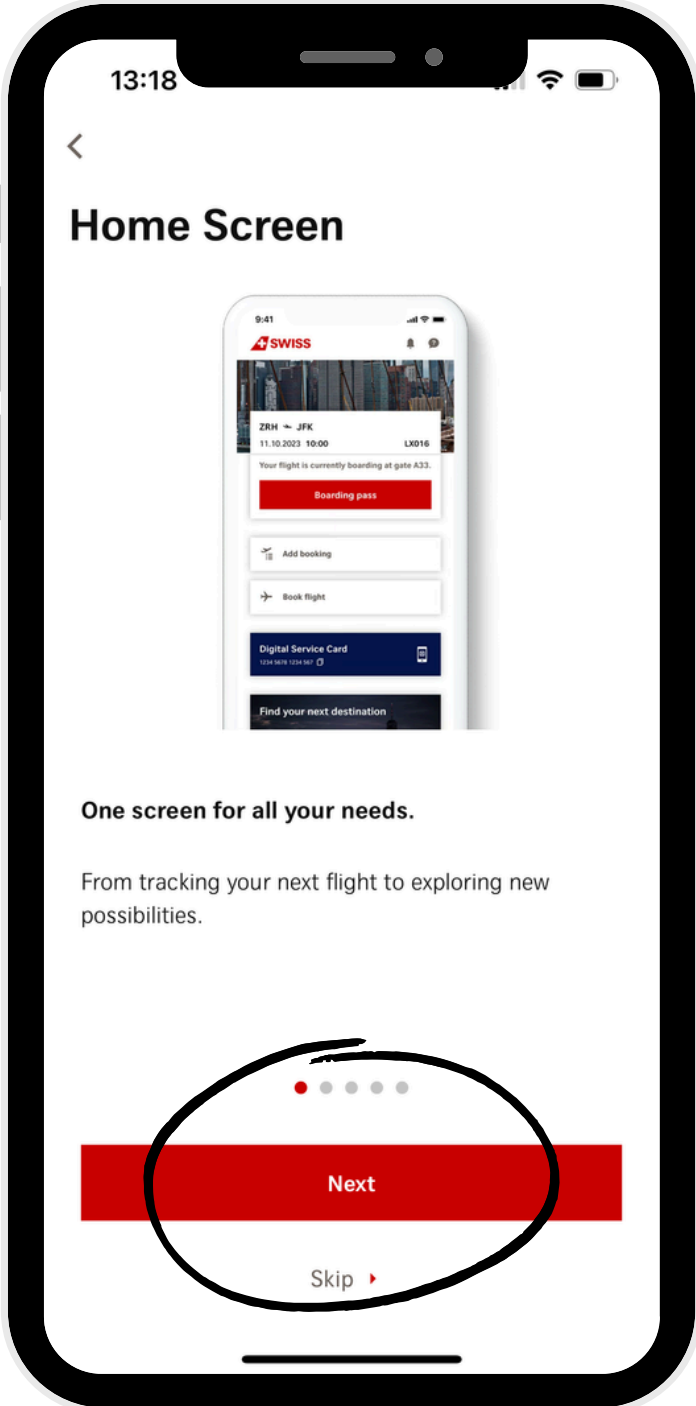 13:18
Home Screen
9:41
SWISS
ZRH JFK
11.10.2023 10:00 LX016
Your flight is currently boarding at gate A33.
Boarding pass
Add booking
Book flight
Digital Service Card
1234 5678 1234 567
Find your next destination
One screen for all your needs.
From tracking your next flight to exploring new
possibilities.
Next
Skip